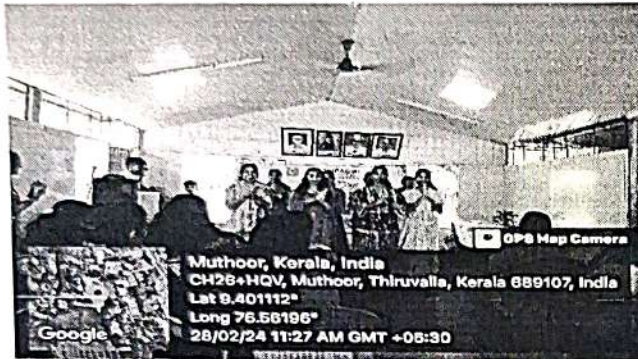 GPS Map Camera
Muthoor, Kerala, India
CH26+HQV, Muthoor, Thiruvalla, Kerala 689107, India
Lat 9.401112°
Long 76.56196°
28/02/24 11:27 AM GMT +05:30
Google